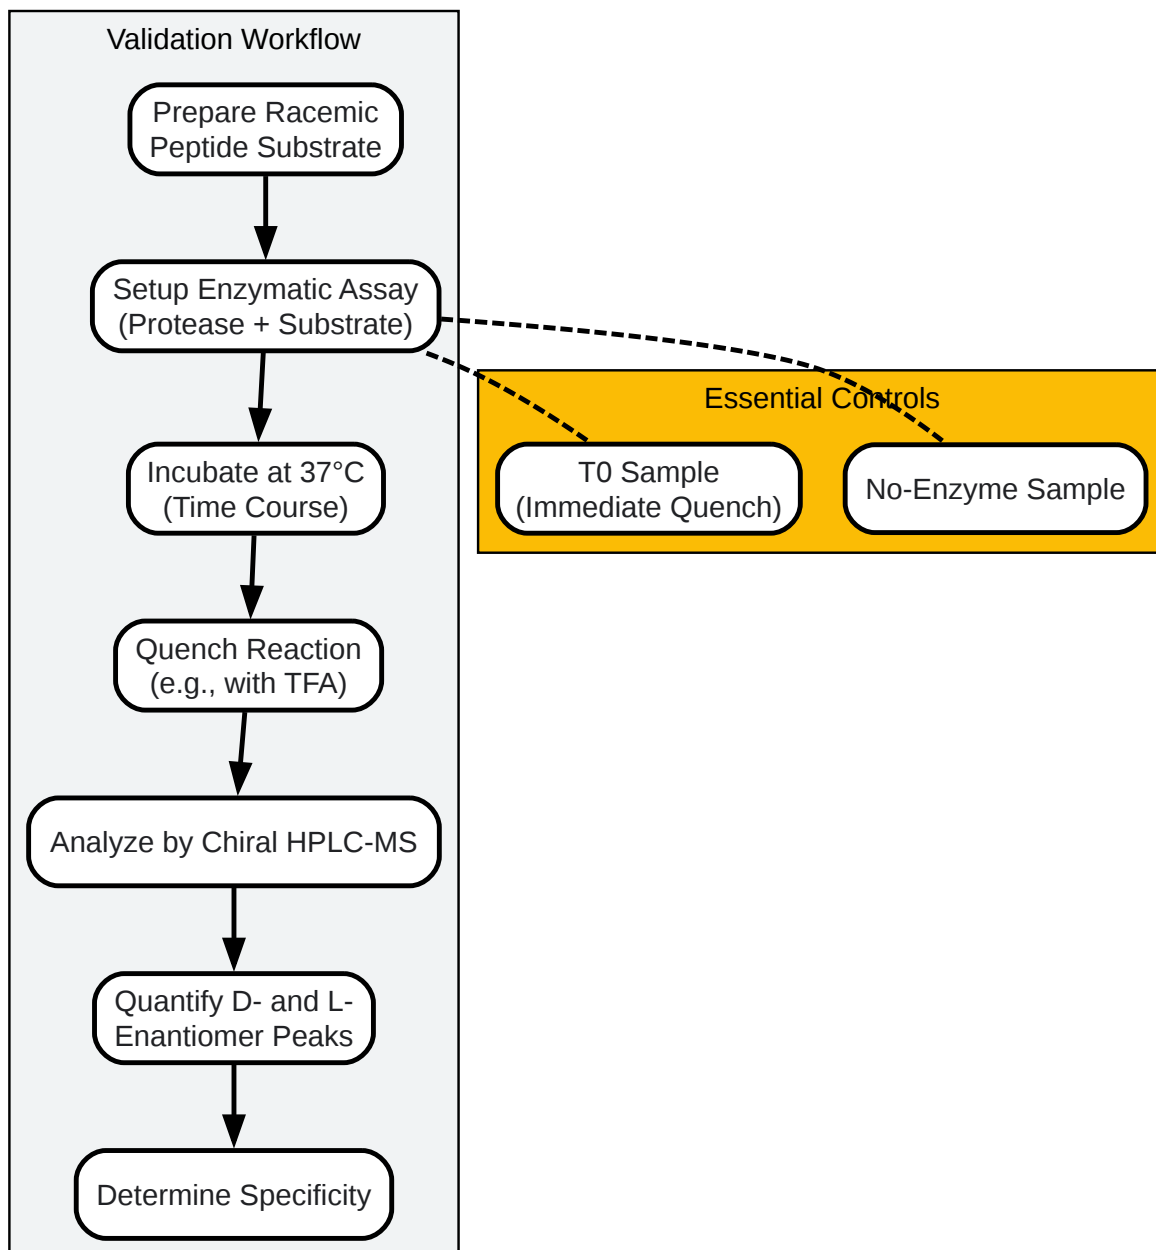 Validation Workflow
Prepare Racemic
Peptide Substrate
Setup Enzymatic Assay
(Protease + Substrate)
Essential Controls
Incubate at 37°C
(Time Course)
T0 Sample
(Immediate Quench)
No-Enzyme Sample
Quench Reaction
(e.g., with TFA)
Analyze by Chiral HPLC-MS
Quantify D- and L-
Enantiomer Peaks
Determine Specificity